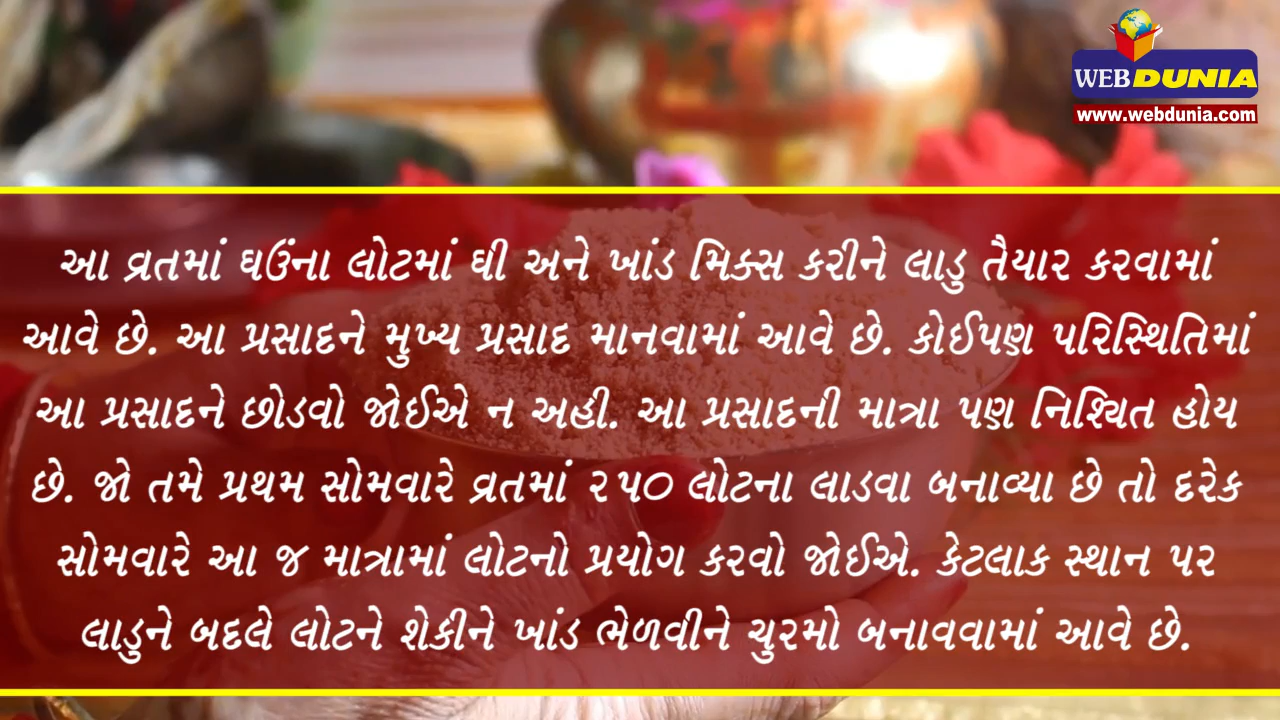 WEBDUNIA
www.webdunia.com
આ વ્રતમાં ઘઉંના લોટમાં ઘી અને ખાંડ મિક્સ કરીને લાડુ તૈયાર કરવામાં
આવે છે. આ પ્રસાદને મુખ્ય પ્રસાદ માનવામાં આવે છે. કોઈપણ પરિસ્થિતિમાં
આ પ્રસાદને છોડવો જોઈએ ન અહી. આ પ્રસાદની માત્રા પણ નિશ્ચિત હોય
છે. જો તમે પ્રથમ સોમવારે વ્રતમાં ૨૫૦ લોટના લાડવા બનાવ્યા છે તો દરેક
સોમવારે આ જ માત્રામાં લોટનો પ્રયોગ કરવો જોઈએ. કેટલાક સ્થાન પર
લાડુને બદલે લોટને શેકીને ખાંડ ભેળવીને ચુરમો બનાવવામાં આવે છે.